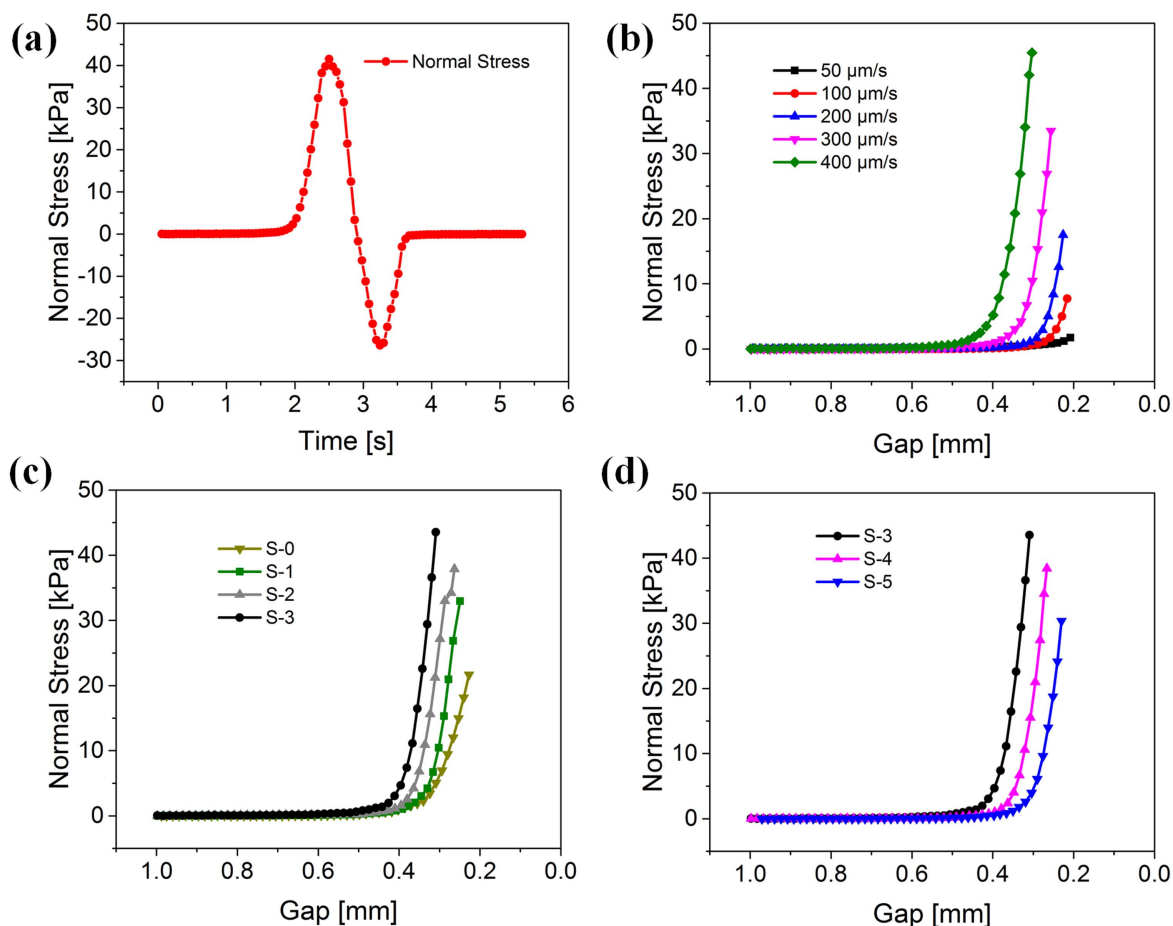 (a)
50
40
30
20
10
0
-10
-20
-30
Normal Stress [kPa]
Normal Stress
0 1 2 3 4 5 6
Time [s]
(b)
50
40
30
20
10
0
Normal Stress [kPa]
50 μm/s
100 μm/s
200 μm/s
300 μm/s
400 μm/s
1.0 0.8 0.6 0.4 0.2 0.0
Gap [mm]
(c)
50
40
30
20
10
0
Normal Stress [kPa]
S-0
S-1
S-2
S-3
1.0 0.8 0.6 0.4 0.2 0.0
Gap [mm]
(d)
50
40
30
20
10
0
Normal Stress [kPa]
S-3
S-4
S-5
1.0 0.8 0.6 0.4 0.2 0.0
Gap [mm]